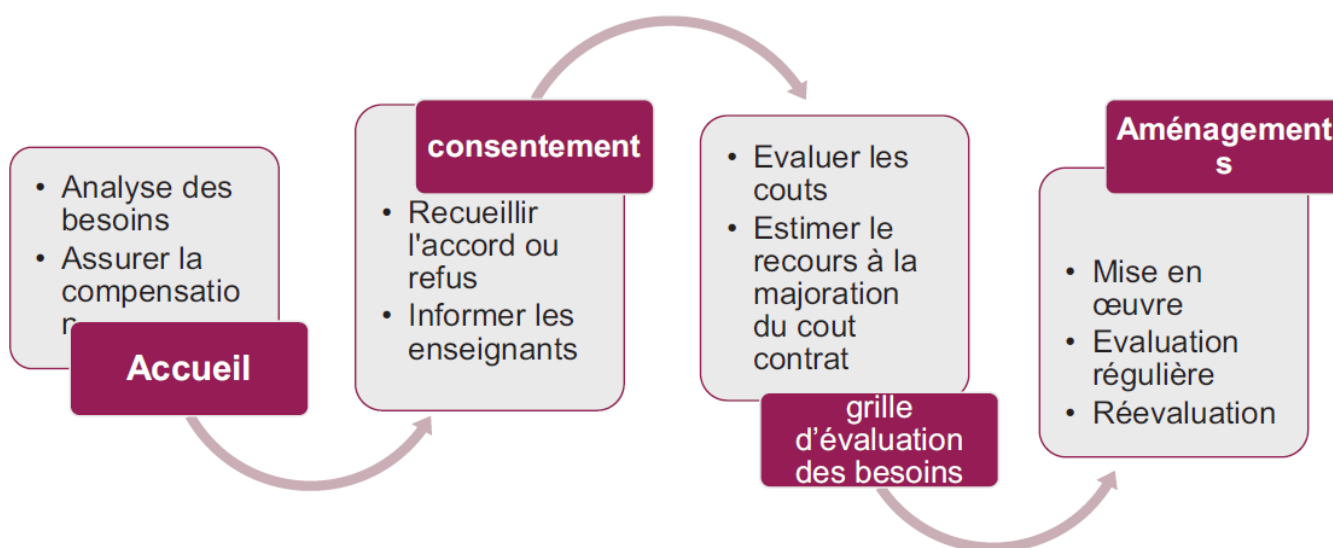 • Analyse des
besoins
• Assurer la
compensatio
n
Accueil
consentement
• Recueillir
l'accord ou
refus
• Informer les
enseignants
• Evaluer les
couts
• Estimer le
recours à la
majoration
du cout
contrat
grille
d’évaluation
des besoins
Aménagement
s
• Mise en
œuvre
• Evaluation
régulière
• Réevaluation